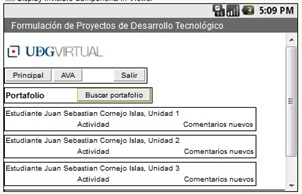 5:09 PM
Formulación de Proyectos de Desarrollo Tecnológico
UDGVIRTUAL
Principal AVA Salir
Portafolio Buscar portafolio
Estudiante Juan Sebastian Cornejo Islas, Unidad 1
Actividad Comentarios nuevos
Estudiante Juan Sebastian Cornejo Islas, Unidad 2
Actividad Comentarios nuevos
Estudiante Juan Sebastian Cornejo Islas, Unidad 3
Actividad Comentarios nuevos